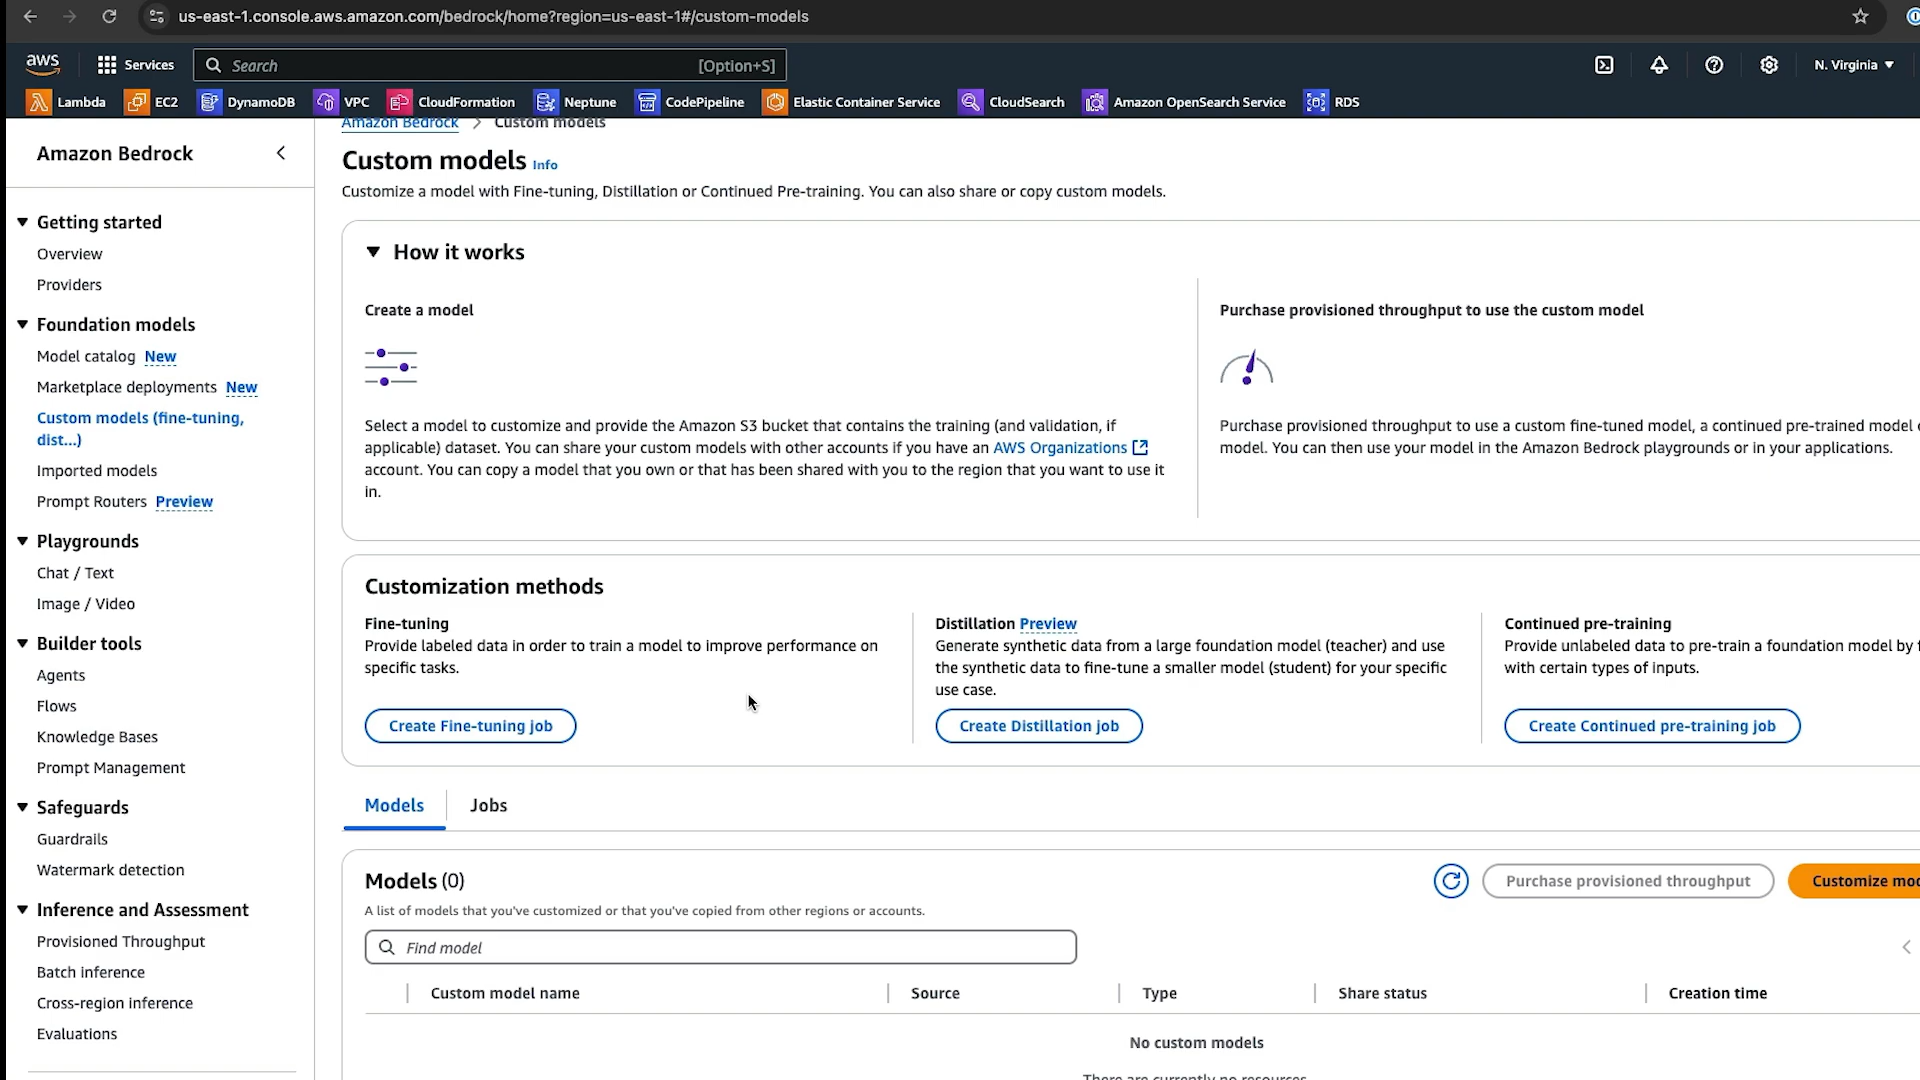 us-east-1.console.aws.amazon.com/bedrock/home?region=us-east-1#/custom-models
aws
Services
Search
[Option+S]
N. Virginia
Lambda
EC2
DynamoDB
VPC
CloudFormation
Neptune
CodePipeline
Elastic Container Service
CloudSearch
Amazon OpenSearch Service
RDS
Amazon Bedrock
Getting started
Overview
Providers
Foundation models
Model catalog New
Marketplace deployments New
Custom models (fine-tuning,
dist...)
Imported models
Prompt Routers Preview
Playgrounds
Chat / Text
Image / Video
Builder tools
Agents
Flows
Knowledge Bases
Prompt Management
Safeguards
Guardrails
Watermark detection
Inference and Assessment
Provisioned Throughput
Batch inference
Cross-region inference
Evaluations
Amazon Bedrock > Custom models
Custom models Info
Customize a model with Fine-tuning, Distillation or Continued Pre-training. You can also share or copy custom models.
How it works
Create a model
Select a model to customize and provide the Amazon S3 bucket that contains the training (and validation, if
applicable) dataset. You can share your custom models with other accounts if you have an AWS Organizations
account. You can copy a model that you own or that has been shared with you to the region that you want to use it
in.
Purchase provisioned throughput to use the custom model
Purchase provisioned throughput to use a custom fine-tuned model, a continued pre-trained model
model. You can then use your model in the Amazon Bedrock playgrounds or in your applications.
Customization methods
Fine-tuning
Provide labeled data in order to train a model to improve performance on
specific tasks.
Create Fine-tuning job
Distillation Preview
Generate synthetic data from a large foundation model (teacher) and use
the synthetic data to fine-tune a smaller model (student) for your specific
use case.
Create Distillation job
Continued pre-training
Provide unlabeled data to pre-train a foundation model by
with certain types of inputs.
Create Continued pre-training job
Models
Jobs
Models (0)
A list of models that you've customized or that you've copied from other regions or accounts.
Purchase provisioned throughput
Customize
Find model
Custom model name
Source
Type
Share status
Creation time
No custom models
There are currently no resources